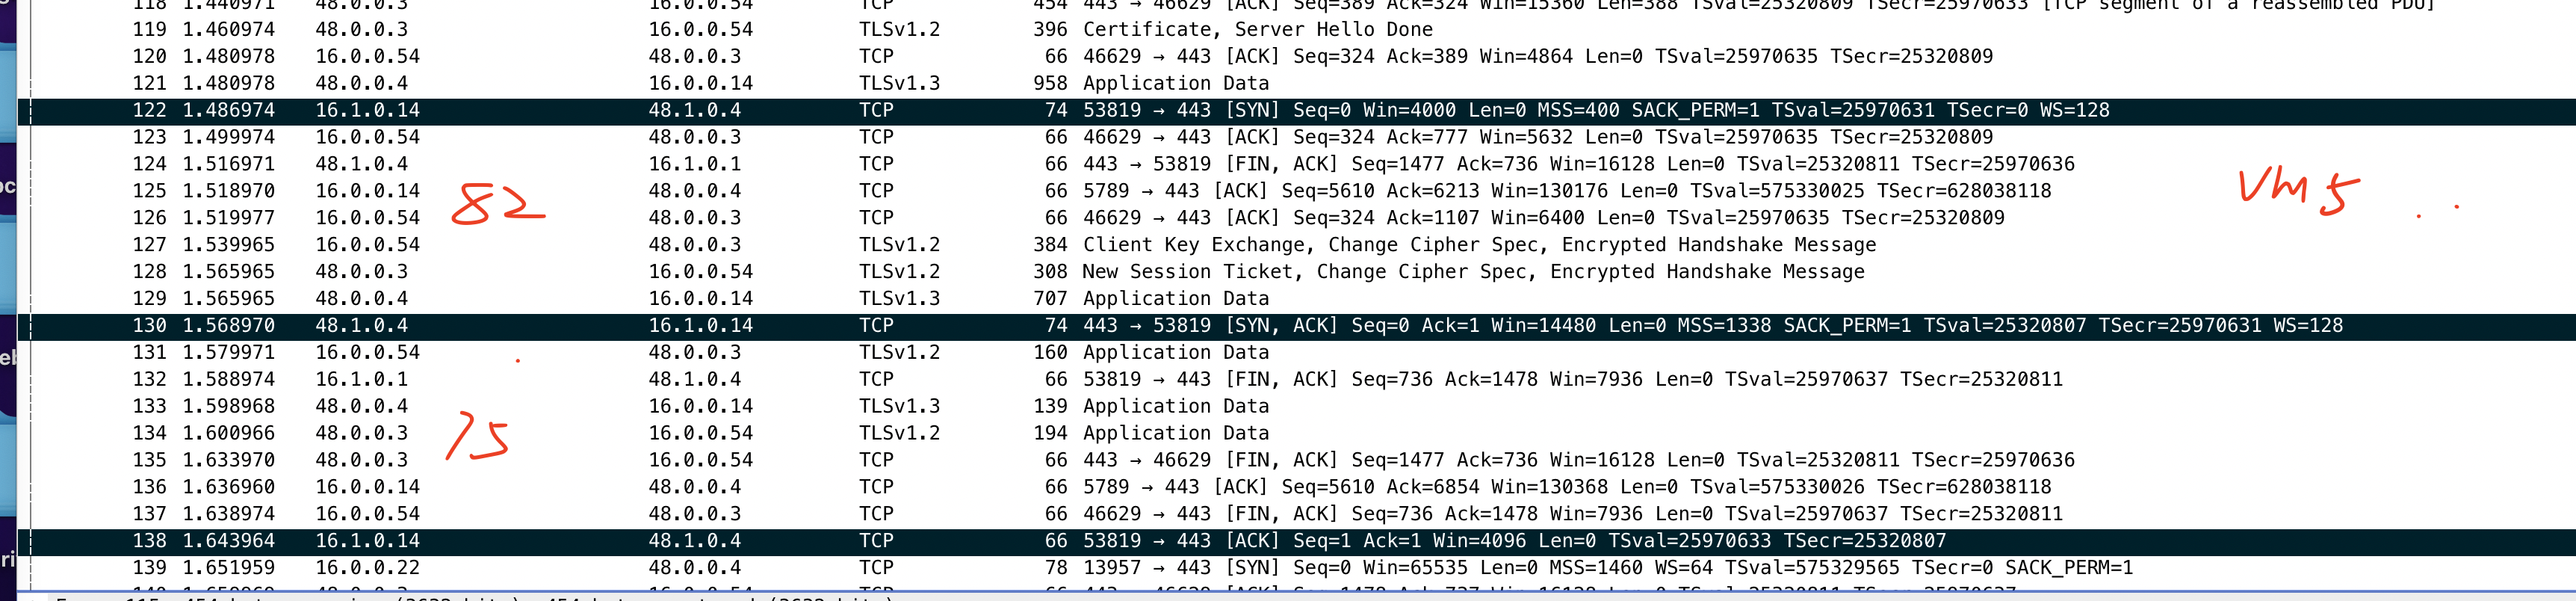 118 1.440971 48.0.0.3 16.0.0.54 TCP 454 443 → 46629 [ACK] Seq=389 Ack=324 Win=15360 Len=388 TSval=25320809 TSecr=25970633 [TCP segment of a reassembled PDU]
119 1.460974 48.0.0.3 16.0.0.54 TLSv1.2 396 Certificate, Server Hello Done
120 1.480978 16.0.0.54 48.0.0.3 TCP 66 46629 → 443 [ACK] Seq=324 Ack=389 Win=4864 Len=0 TSval=25970635 TSecr=25320809
121 1.480978 48.0.0.4 16.0.0.14 TLSv1.3 958 Application Data
122 1.486974 16.1.0.14 48.1.0.4 TCP 74 53819 → 443 [SYN] Seq=0 Win=4000 Len=0 MSS=400 SACK_PERM=1 TSval=25970631 TSecr=0 WS=128
123 1.499974 16.0.0.54 48.0.0.3 TCP 66 46629 → 443 [ACK] Seq=324 Ack=777 Win=5632 Len=0 TSval=25970635 TSecr=25320809
124 1.516971 48.1.0.4 16.1.0.1 TCP 66 443 → 53819 [FIN, ACK] Seq=1477 Ack=736 Win=16128 Len=0 TSval=25320811 TSecr=25970636
125 1.518970 16.0.0.14 48.0.0.4 TCP 66 5789 → 443 [ACK] Seq=5610 Ack=6213 Win=130176 Len=0 TSval=575330025 TSecr=628038118
82
vm5
126 1.519977 16.0.0.54 48.0.0.3 TCP 66 46629 → 443 [ACK] Seq=324 Ack=1107 Win=6400 Len=0 TSval=25970635 TSecr=25320809
127 1.539965 16.0.0.54 48.0.0.3 TLSv1.2 384 Client Key Exchange, Change Cipher Spec, Encrypted Handshake Message
128 1.565965 48.0.0.3 16.0.0.54 TLSv1.2 308 New Session Ticket, Change Cipher Spec, Encrypted Handshake Message
129 1.565965 48.0.0.4 16.0.0.14 TLSv1.3 707 Application Data
130 1.568970 48.1.0.4 16.1.0.14 TCP 74 443 → 53819 [SYN, ACK] Seq=0 Ack=1 Win=14480 Len=0 MSS=1338 SACK_PERM=1 TSval=25320807 TSecr=25970631 WS=128
131 1.579971 16.0.0.54 48.0.0.3 TLSv1.2 160 Application Data
132 1.588974 16.1.0.1 48.1.0.4 TCP 66 53819 → 443 [FIN, ACK] Seq=736 Ack=1478 Win=7936 Len=0 TSval=25970637 TSecr=25320811
133 1.598968 48.0.0.4 16.0.0.14 TLSv1.3 139 Application Data
134 1.600966 48.0.0.3 16.0.0.54 TLSv1.2 194 Application Data
75
135 1.633970 48.0.0.3 16.0.0.54 TCP 66 443 → 46629 [FIN, ACK] Seq=1477 Ack=736 Win=16128 Len=0 TSval=25320811 TSecr=25970636
136 1.636960 16.0.0.14 48.0.0.4 TCP 66 5789 → 443 [ACK] Seq=5610 Ack=6854 Win=130368 Len=0 TSval=575330026 TSecr=628038118
137 1.638974 16.0.0.54 48.0.0.3 TCP 66 46629 → 443 [FIN, ACK] Seq=736 Ack=1478 Win=7936 Len=0 TSval=25970637 TSecr=25320811
138 1.643964 16.1.0.14 48.1.0.4 TCP 66 53819 → 443 [ACK] Seq=1 Ack=1 Win=4096 Len=0 TSval=25970633 TSecr=25320807
139 1.651959 16.0.0.22 48.0.0.4 TCP 78 13957 → 443 [SYN] Seq=0 Win=65535 Len=0 MSS=1460 WS=64 TSval=575329565 TSecr=0 SACK_PERM=1